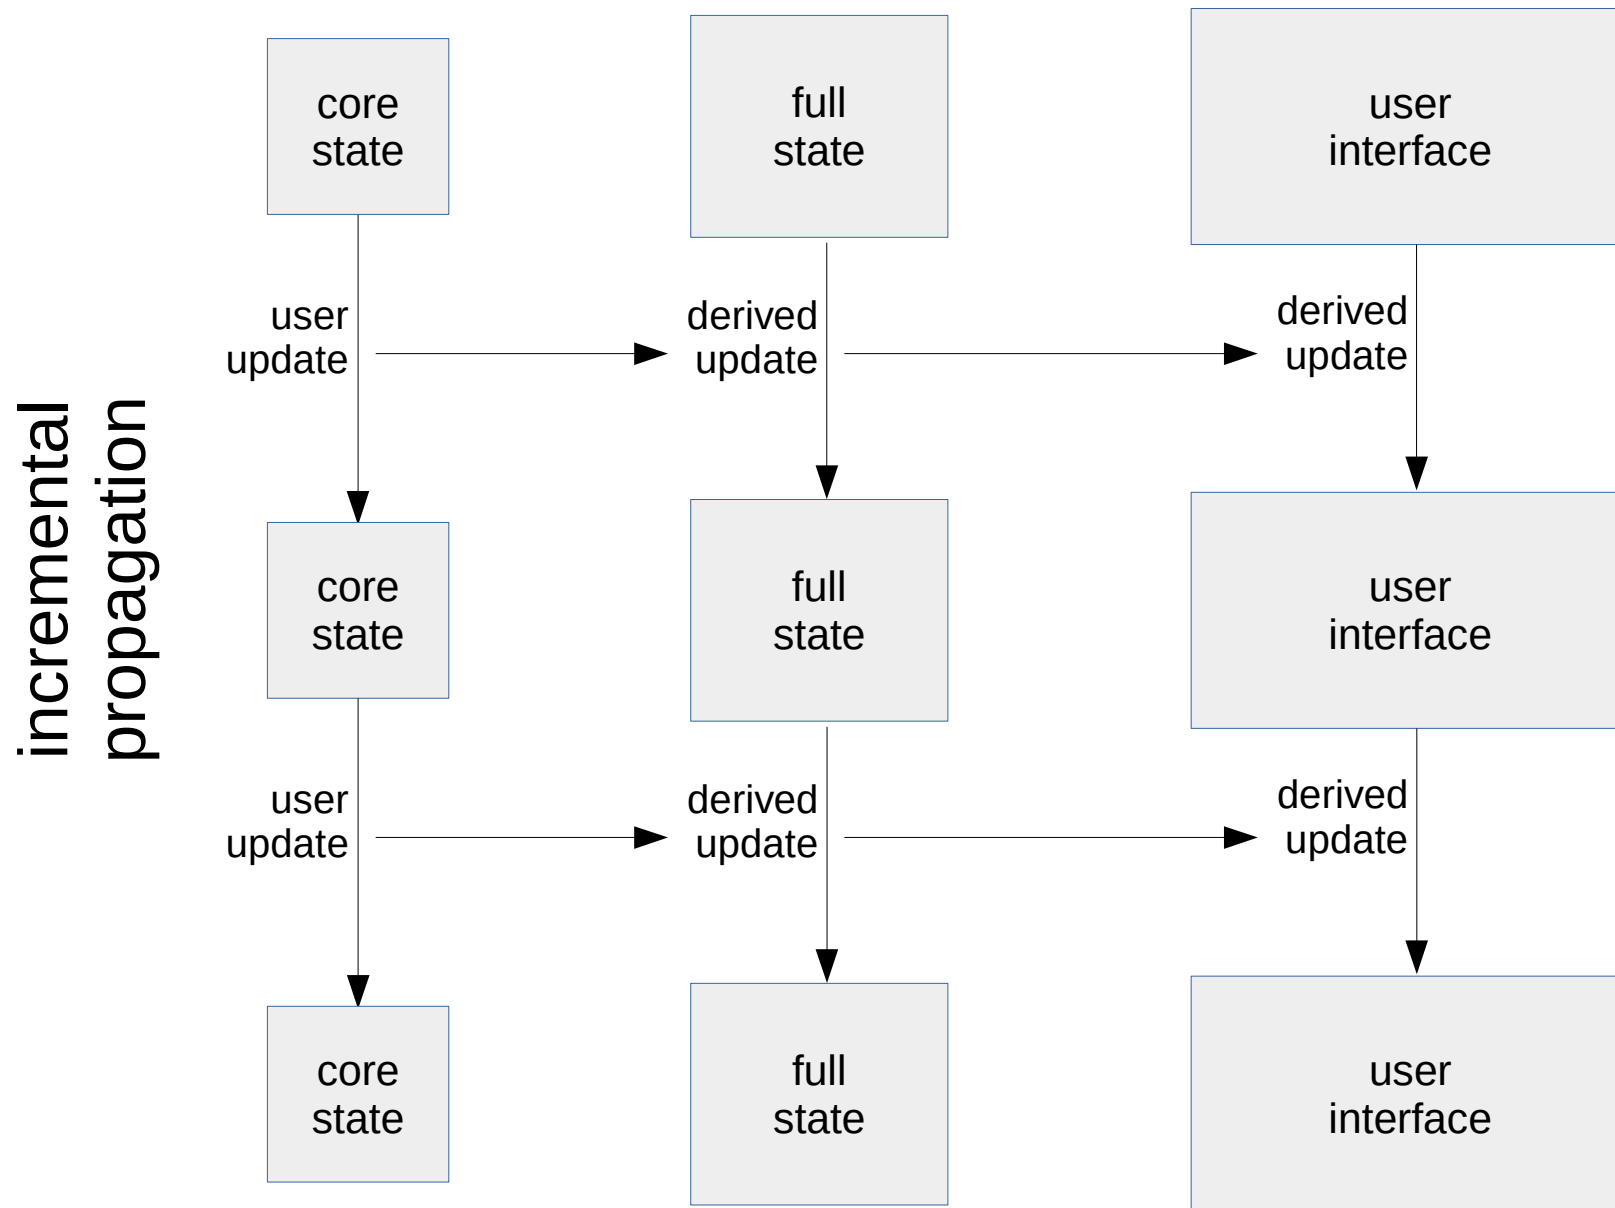 incremental
propagation
core
state
full
state
user
interface
user
update
derived
update
derived
update
core
state
full
state
user
interface
user
update
derived
update
derived
update
core
state
full
state
user
interface